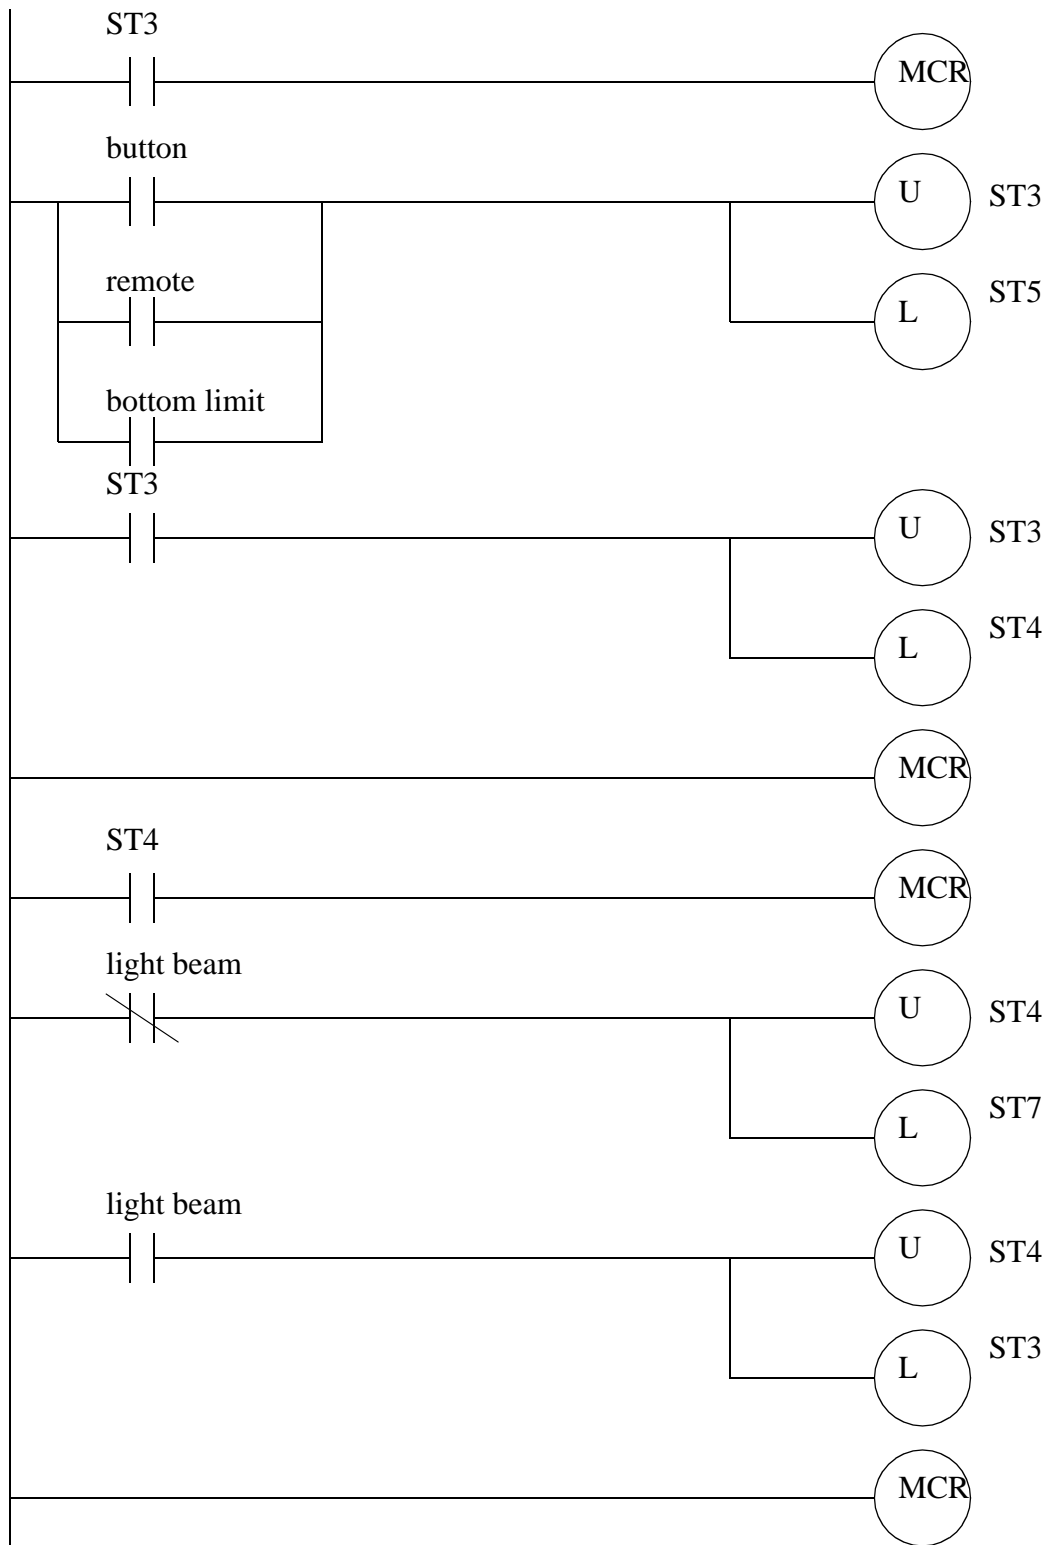 ST3
MCR
button
U ST3
remote
L ST5
bottom limit
ST3
U ST3
L ST4
MCR
ST4
MCR
light beam
U ST4
L ST7
light beam
U ST4
L ST3
MCR